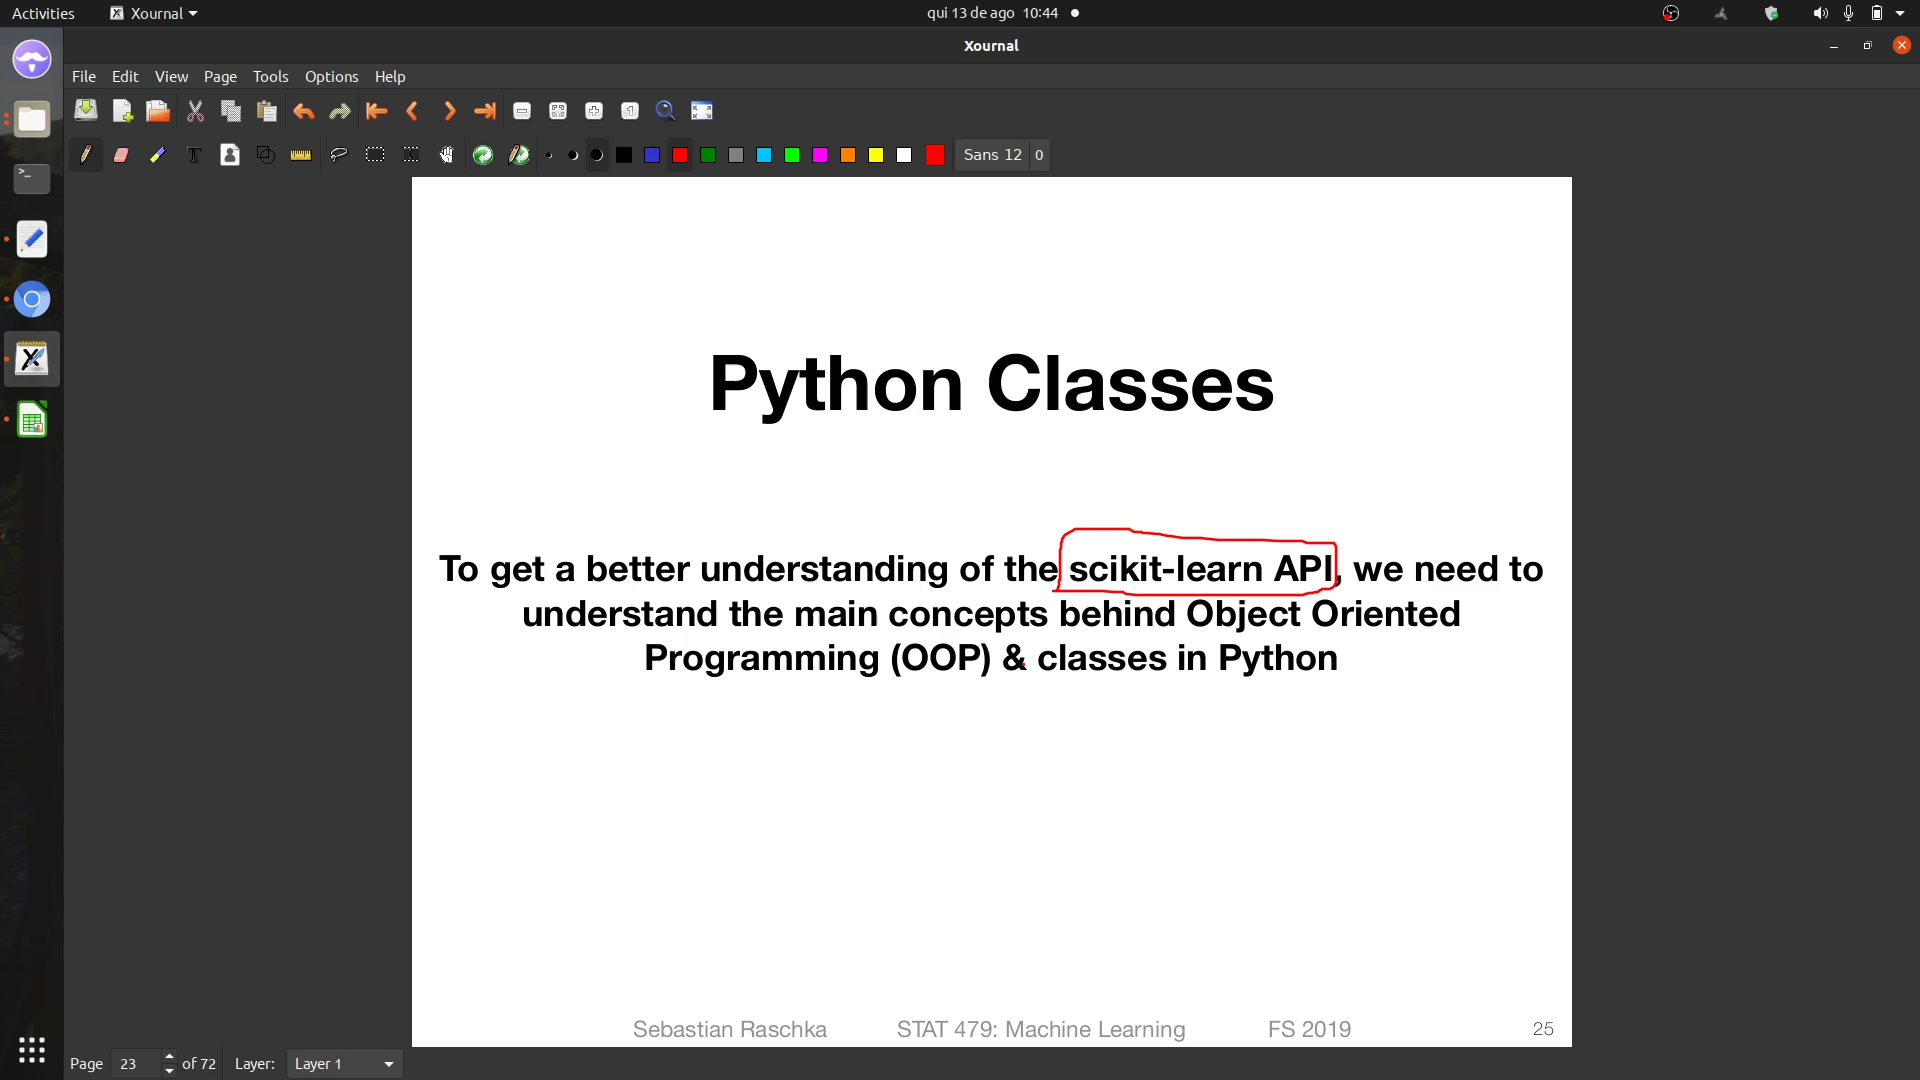 Activities Xournal qui 13 de ago 10:44
Xournal
File Edit View Page Tools Options Help
Sans 12 0
Python Classes
To get a better understanding of the scikit-learn API, we need to
understand the main concepts behind Object Oriented
Programming (OOP) & classes in Python
Sebastian Raschka STAT 479: Machine Learning FS 2019 25
Page 23 of 72 Layer: Layer 1